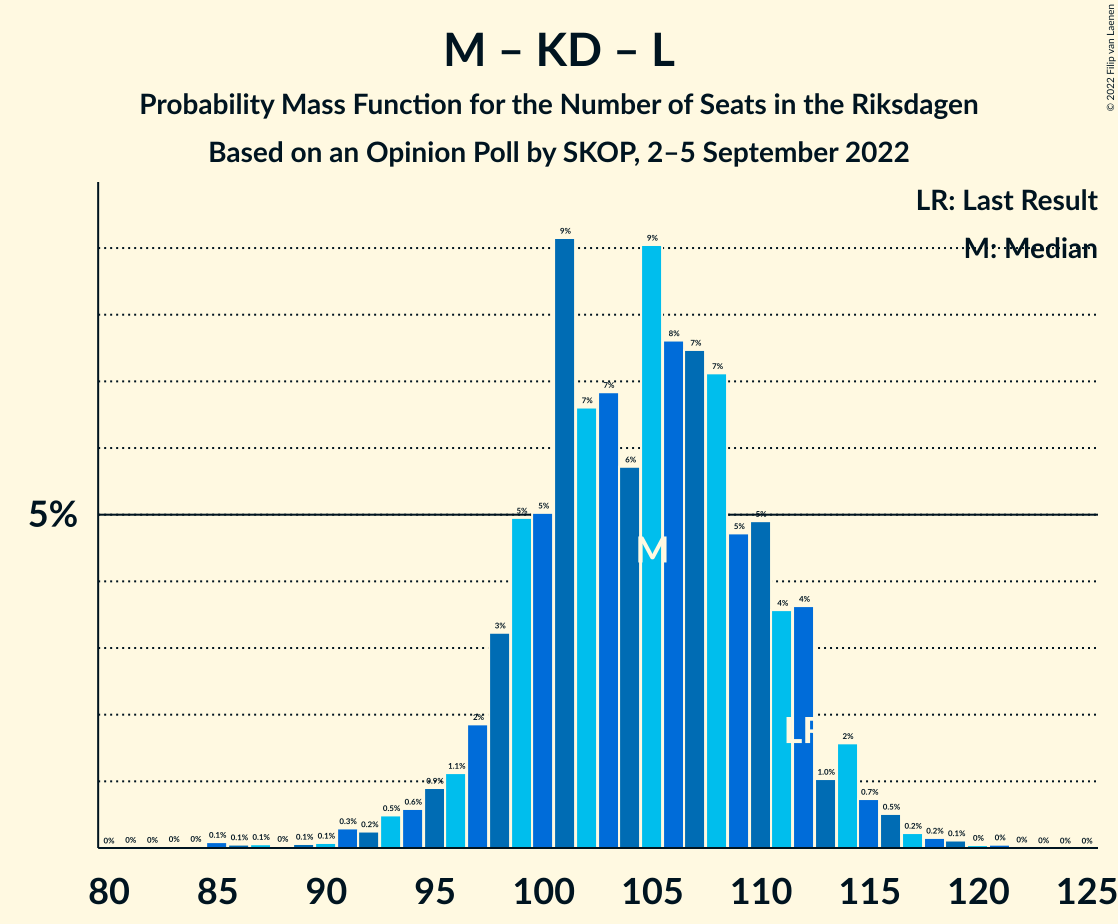 M – KD – L
Probability Mass Function for the Number of Seats in the Riksdagen
Based on an Opinion Poll by SKOP, 2–5 September 2022
© 2022 Filip van Laenen
LR: Last Result
M: Median
5%
0% 0% 0% 0% 0% 0.1% 0.1% 0.1% 0% 0.1% 0.1% 0.3% 0.2% 0.5% 0.6% 0.9% 1.1% 2% 3% 5% 5% 9% 7% 7% 6% 9% 8% 7% 7% 5% 5% 4% 4% 1.0% 2% 0.7% 0.5% 0.2% 0.2% 0.1% 0% 0% 0% 0% 0% 0%
M
LR
80 85 90 95 100 105 110 115 120 125